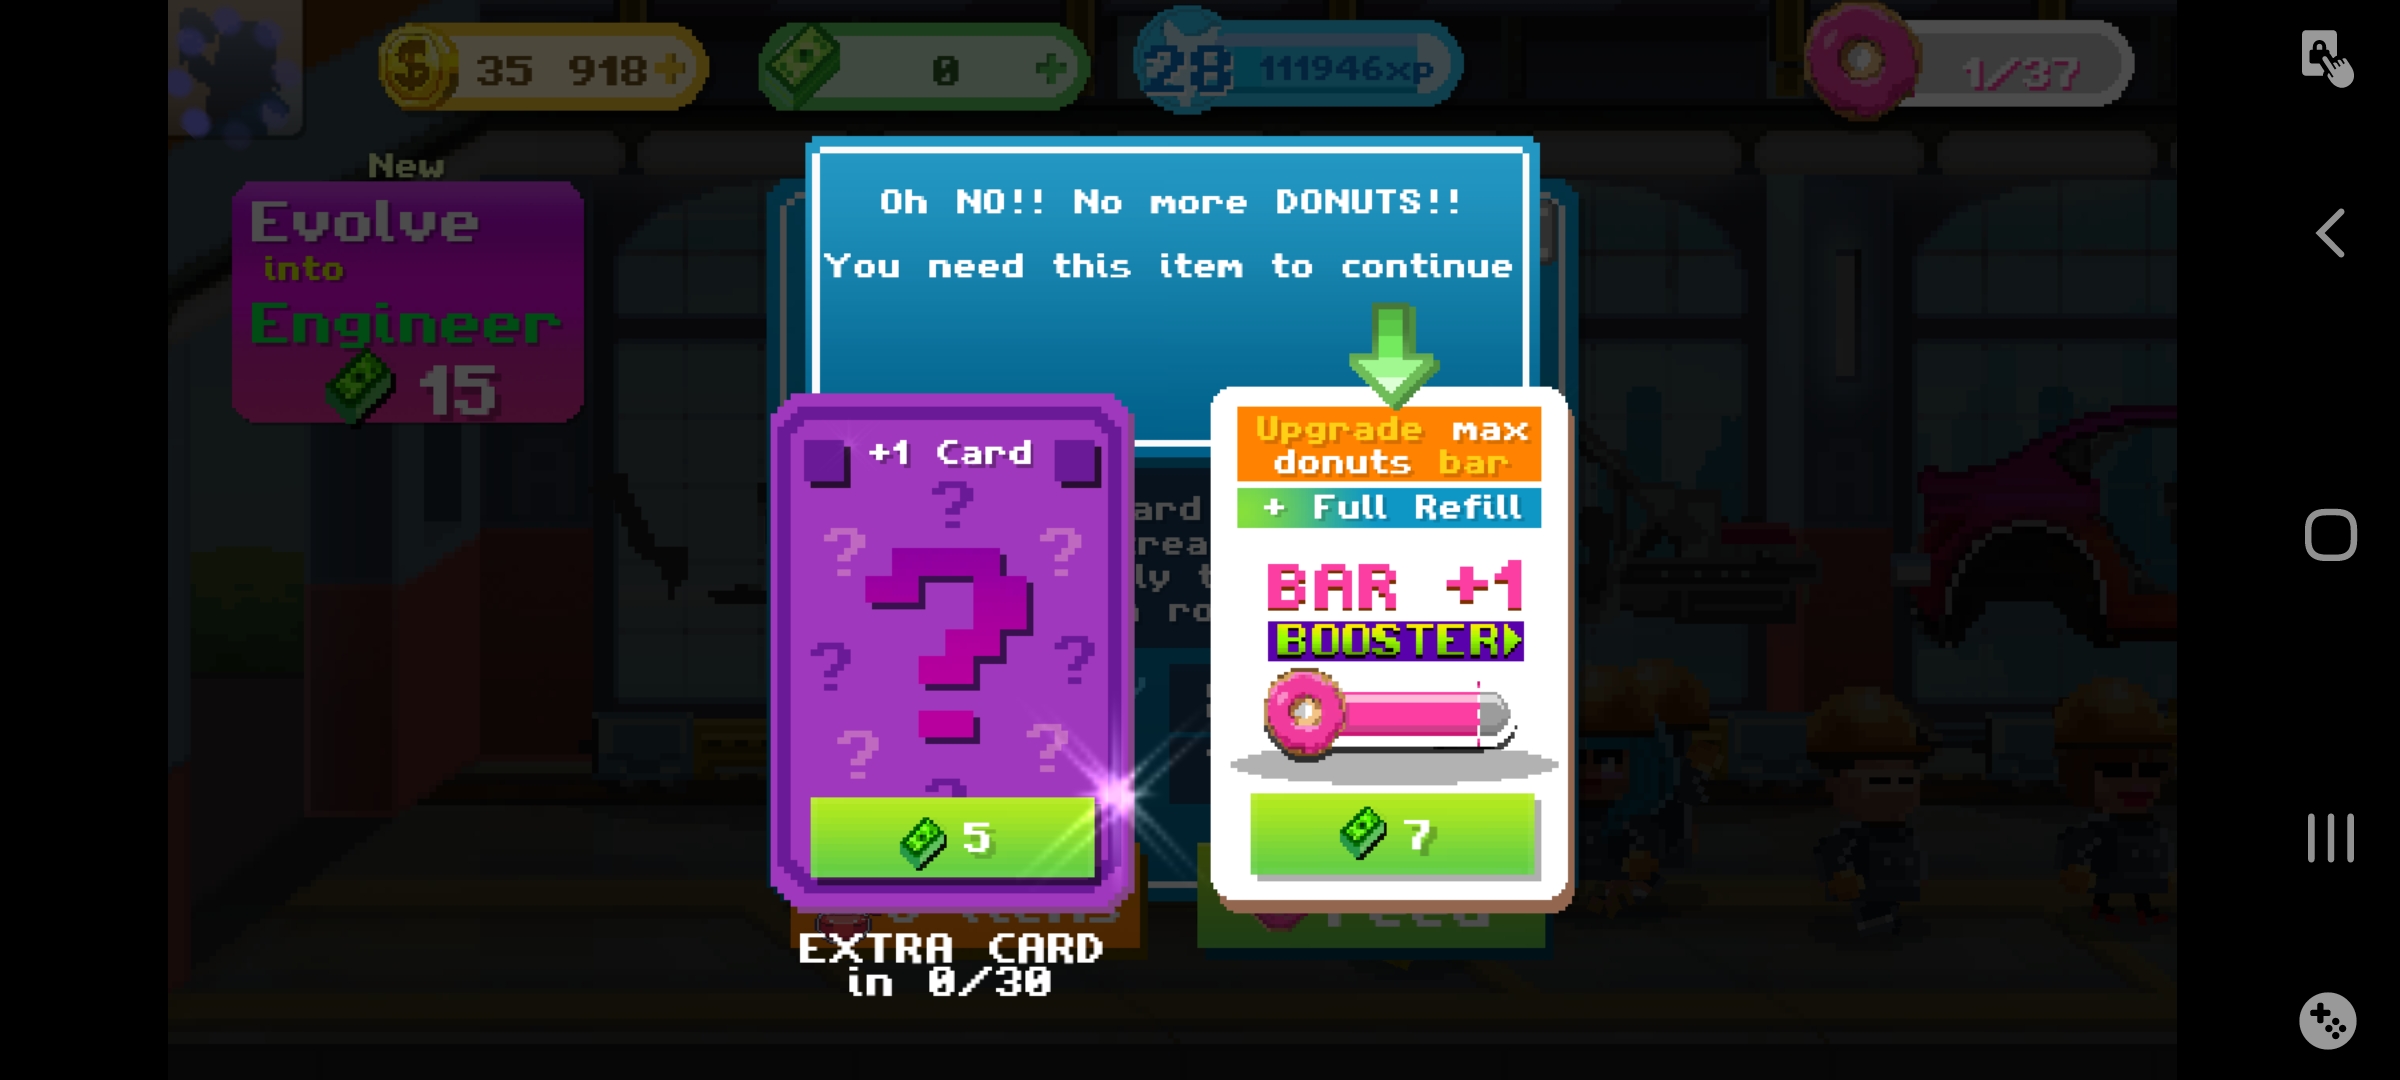 35 918
0
28 111946xp
1/37
New
Evolve
into
Engineer
15
Oh NO!! No more DONUTS!!
You need this item to continue
+1 Card
?
5
EXTRA CARD
in 0/30
Upgrade max
donuts bar
+ Full Refill
BAR +1
BOOSTER
7